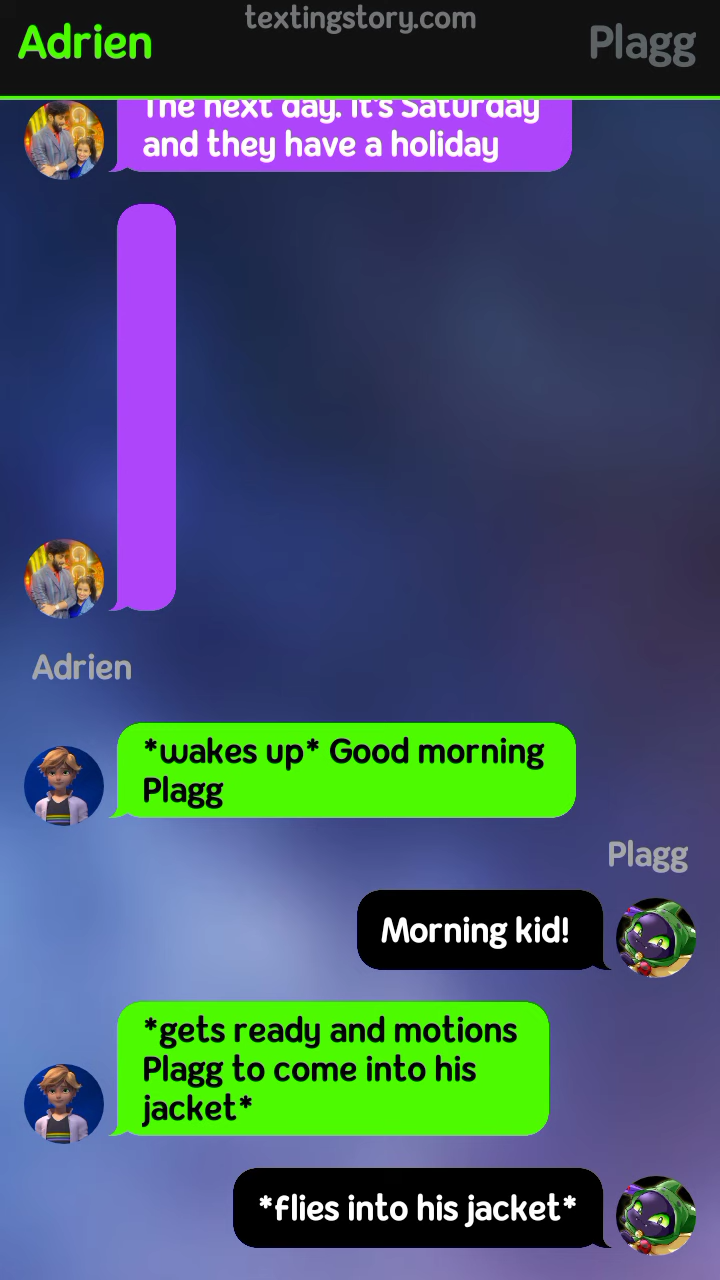 textingstory.com
Adrien
Plagg
The next day. It's Saturday
and they have a holiday
Adrien
*wakes up* Good morning
Plagg
Plagg
Morning kid!
*gets ready and motions
Plagg to come into his
jacket*
*flies into his jacket*